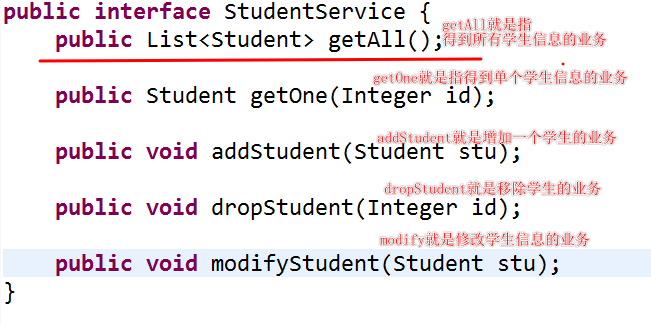 public interface StudentService {
getAll就是指
public List<Student> getAll();得到所有学生信息的业务
getOne就是指得到单个学生信息的业务
public Student getOne(Integer id);
addStudent就是增加一个学生的业务
public void addStudent(Student stu);
dropStudent就是移除学生的业务
public void dropStudent(Integer id);
modify就是修改学生信息的业务
public void modifyStudent(Student stu);
}